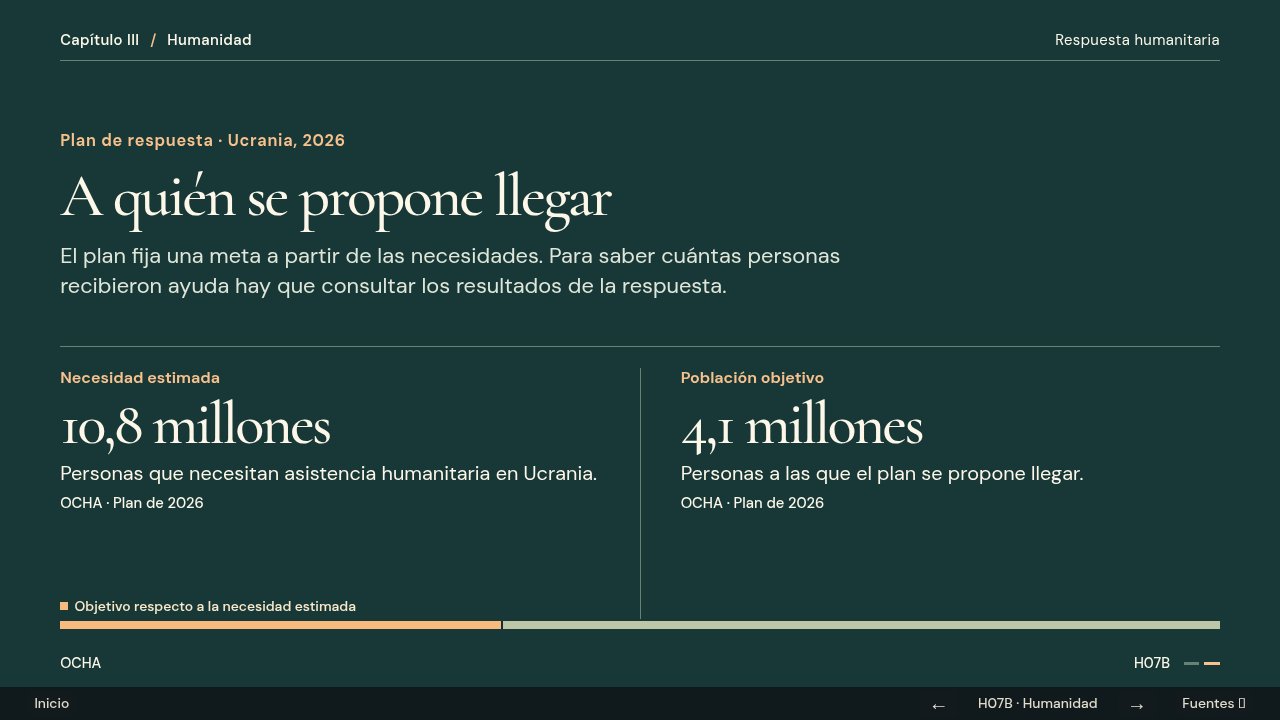 Capítulo III / Humanidad
Respuesta humanitaria
Plan de respuesta · Ucrania, 2026
A quién se propone llegar
El plan fija una meta a partir de las necesidades. Para saber cuántas personas
recibieron ayuda hay que consultar los resultados de la respuesta.
Necesidad estimada
10,8 millones
Personas que necesitan asistencia humanitaria en Ucrania.
OCHA · Plan de 2026
Población objetivo
4,1 millones
Personas a las que el plan se propone llegar.
OCHA · Plan de 2026
Objetivo respecto a la necesidad estimada
OCHA
H07B
Inicio
← H07B · Humanidad →
Fuentes